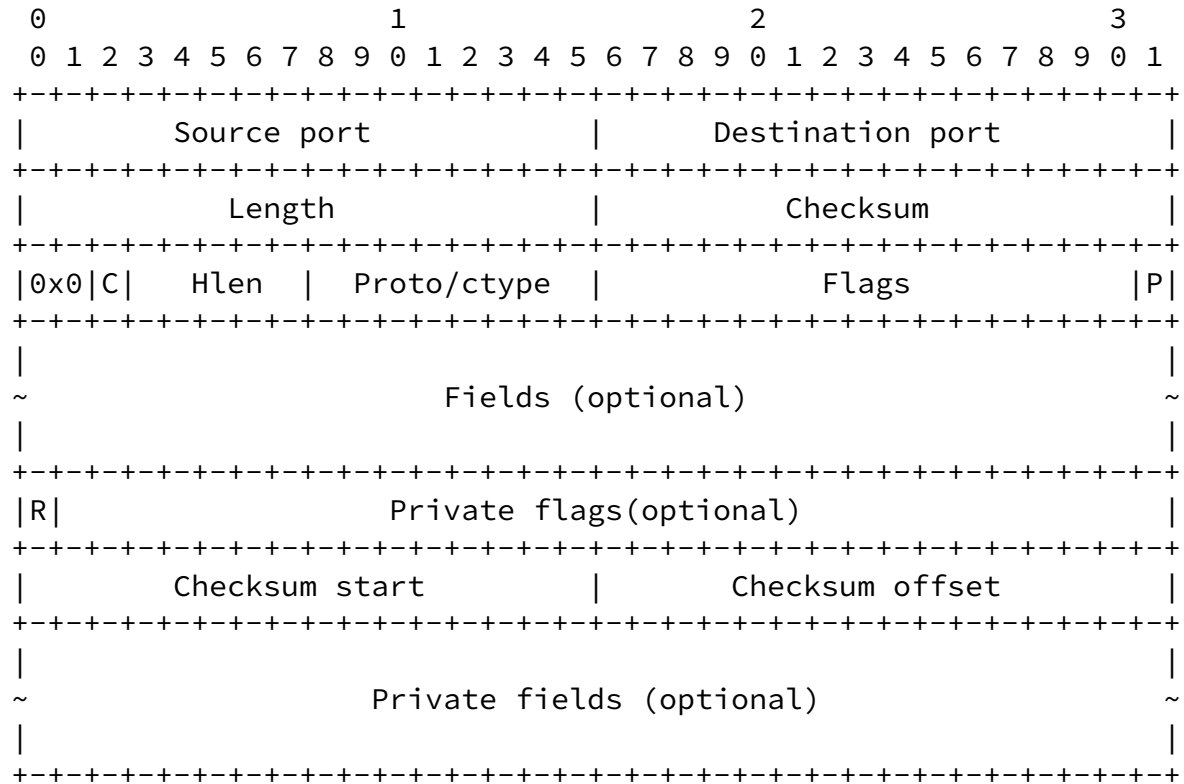 0                   1                   2                   3
 0 1 2 3 4 5 6 7 8 9 0 1 2 3 4 5 6 7 8 9 0 1 2 3 4 5 6 7 8 9 0 1
+-+-+-+-+-+-+-+-+-+-+-+-+-+-+-+-+-+-+-+-+-+-+-+-+-+-+-+-+-+-+-+-+
|        Source port            |      Destination port         |
+-+-+-+-+-+-+-+-+-+-+-+-+-+-+-+-+-+-+-+-+-+-+-+-+-+-+-+-+-+-+-+-+
|           Length              |          Checksum             |
+-+-+-+-+-+-+-+-+-+-+-+-+-+-+-+-+-+-+-+-+-+-+-+-+-+-+-+-+-+-+-+-+
|0x0|C|   Hlen  |  Proto/ctype  |            Flags            |P|
+-+-+-+-+-+-+-+-+-+-+-+-+-+-+-+-+-+-+-+-+-+-+-+-+-+-+-+-+-+-+-+-+
|                                                               |
~                       Fields (optional)                       ~
|                                                               |
+-+-+-+-+-+-+-+-+-+-+-+-+-+-+-+-+-+-+-+-+-+-+-+-+-+-+-+-+-+-+-+-+
|R|                  Private flags(optional)                    |
+-+-+-+-+-+-+-+-+-+-+-+-+-+-+-+-+-+-+-+-+-+-+-+-+-+-+-+-+-+-+-+-+
|        Checksum start         |       Checksum offset         |
+-+-+-+-+-+-+-+-+-+-+-+-+-+-+-+-+-+-+-+-+-+-+-+-+-+-+-+-+-+-+-+-+
|                                                               |
~                   Private fields (optional)                   ~
|                                                               |
+-+-+-+-+-+-+-+-+-+-+-+-+-+-+-+-+-+-+-+-+-+-+-+-+-+-+-+-+-+-+-+-+